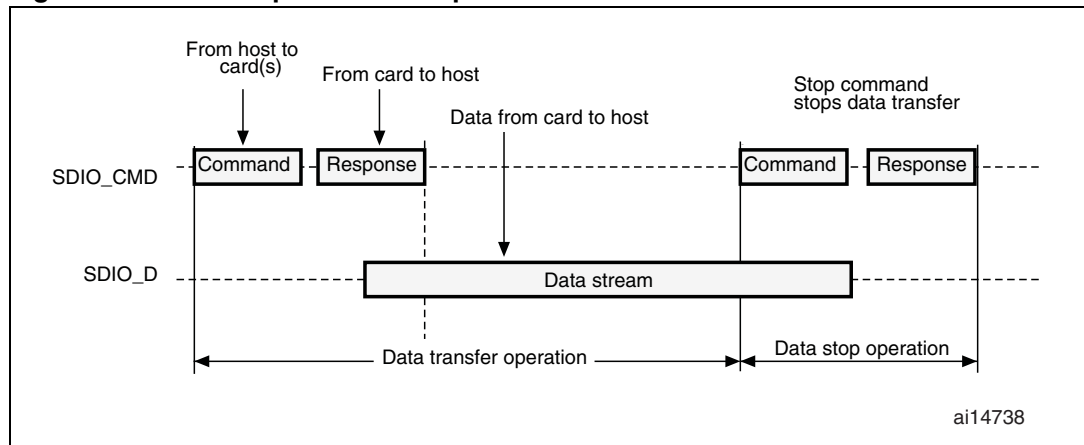 From host to
card(s)
From card to host
Data from card to host
Stop command
stops data transfer
SDIO_CMD
Command
Response
Command
Response
SDIO_D
Data stream
Data transfer operation
Data stop operation
ai14738